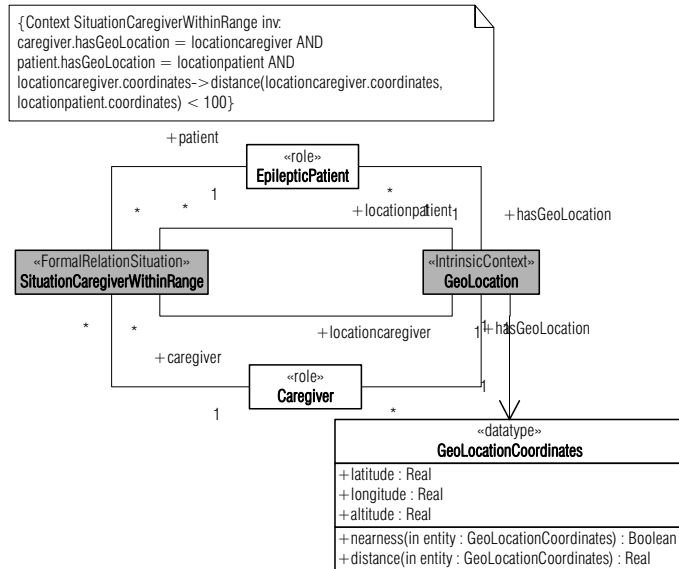 {Context SituationCaregiverWithinRange inv:
caregiver.hasGeoLocation = locationcaregiver AND
patient.hasGeoLocation = locationpatient AND
locationcaregiver.coordinates->distance(locationcaregiver.coordinates,
locationpatient.coordinates) < 100}
+patient
«role»
EpilepticPatient
1
*
*
*
+locationpatient
1
1
+hasGeoLocation
«FormalRelationSituation»
SituationCaregiverWithinRange
«IntrinsicContext»
GeoLocation
*
*
+locationcaregiver
1
1
1
+hasGeoLocation
+caregiver
«role»
Caregiver
1
*
1
«datatype»
GeoLocationCoordinates
+latitude : Real
+longitude : Real
+altitude : Real
+nearness(in entity : GeoLocationCoordinates) : Boolean
+distance(in entity : GeoLocationCoordinates) : Real